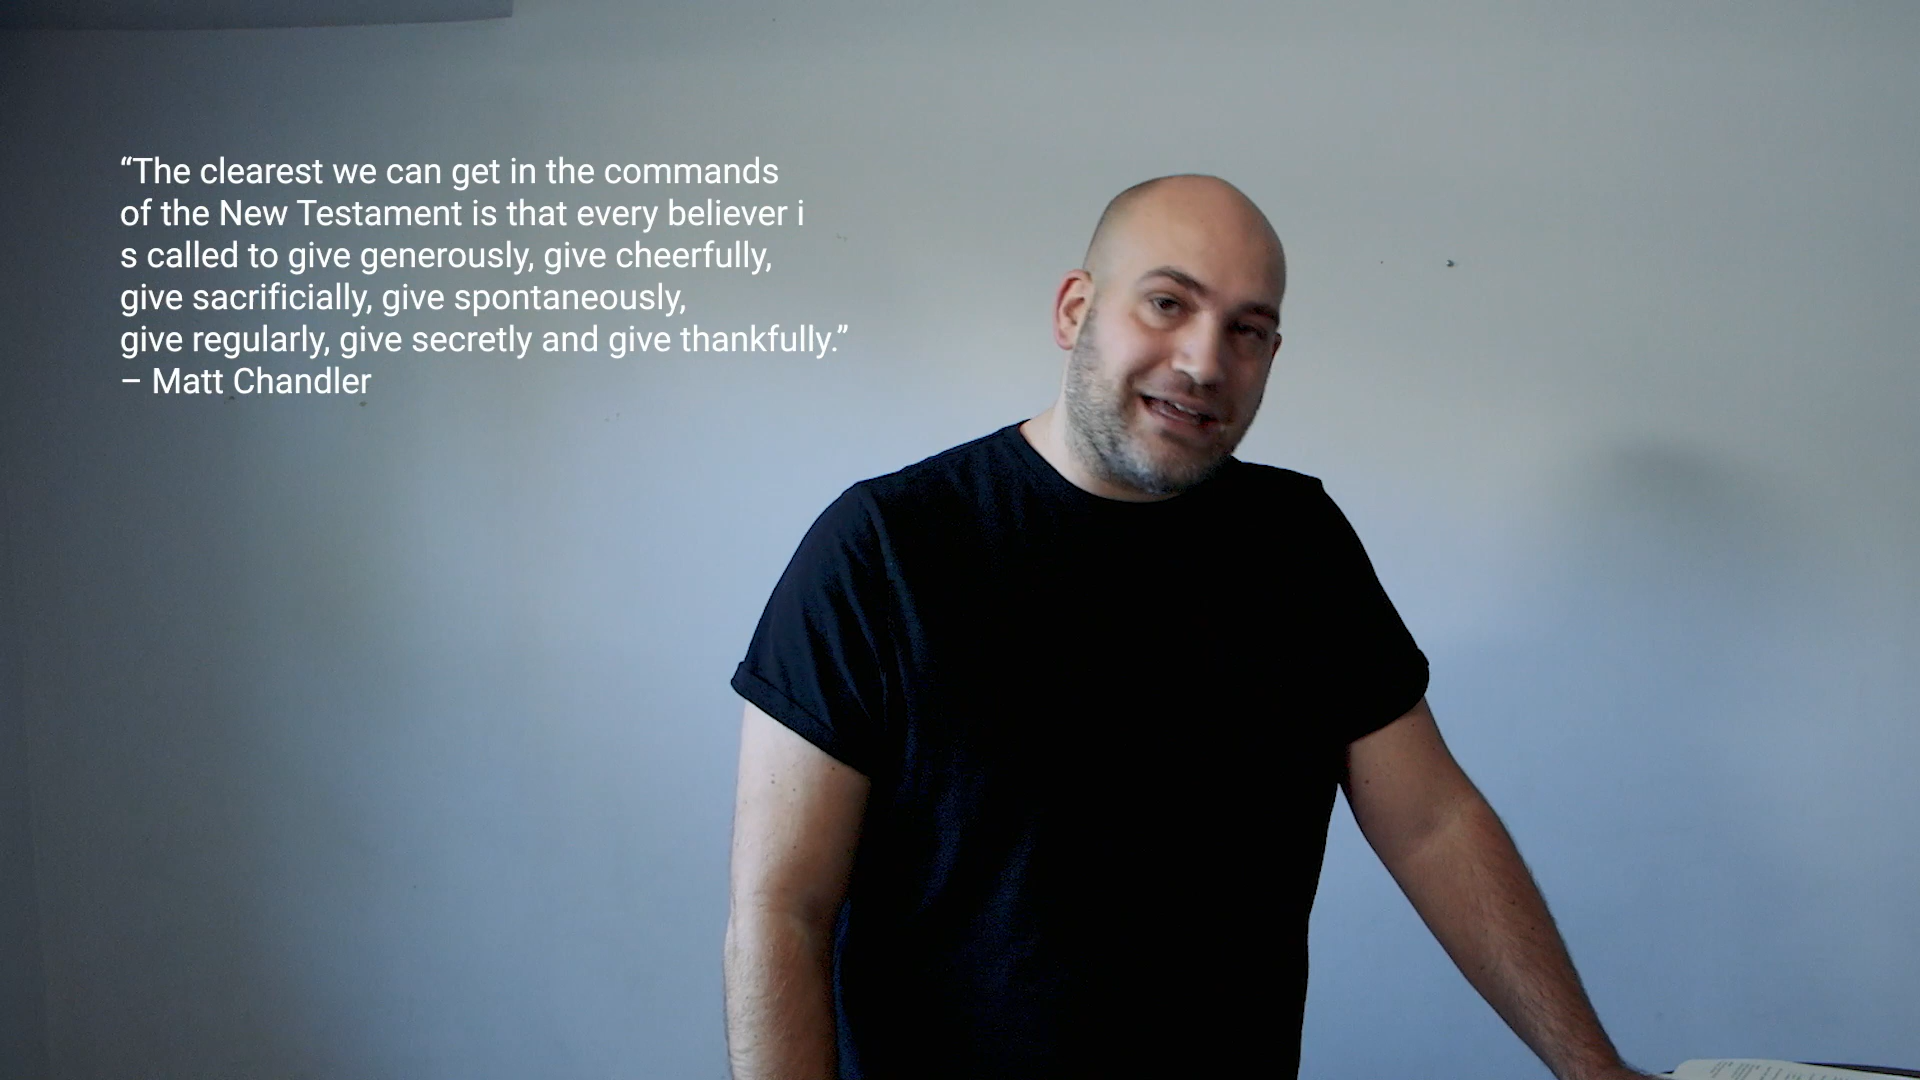 “The clearest we can get in the commands
of the New Testament is that every believer i
s called to give generously, give cheerfully,
give sacrificially, give spontaneously,
give regularly, give secretly and give thankfully.”
– Matt Chandler